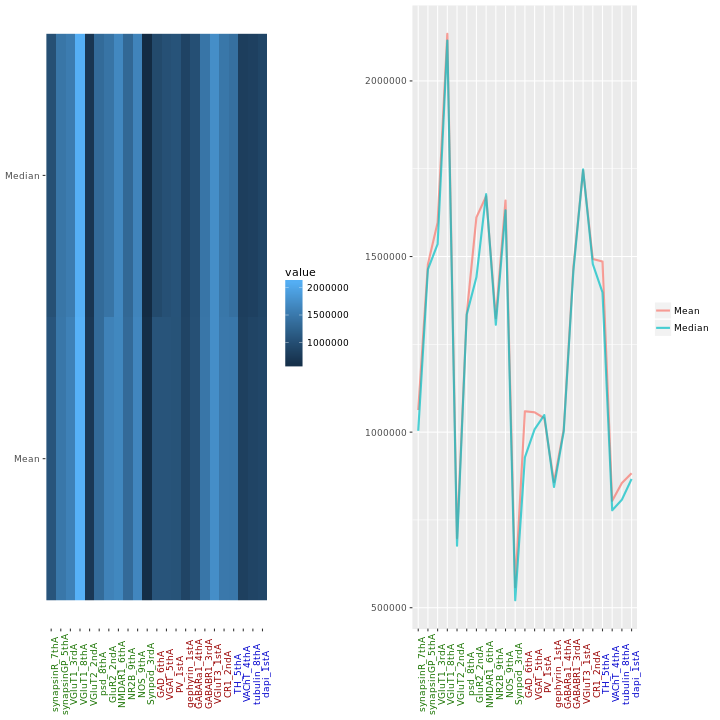 Median
Mean
value
2000000
1500000
1000000
synapsinR_7thA
synapsinGP_5thA
VGluT1_3rdA
VGluT1_8thA
VGluT2_2ndA
psd_8thA
GluR2_2ndA
NMDAR1_6thA
NR2B_9thA
NOS_9thA
Synpod_3rdA
GAD_6thA
VGAT_5thA
PV_1stA
gephyrin_1stA
GABARa1_4thA
GABABR1_3rdA
VGluT3_1stA
CR1_2ndA
TH_5thA
VAChT_4thA
tubulin_8thA
dapi_1stA
2000000
1500000
1000000
500000
synapsinR_7thA
synapsinGP_5thA
VGluT1_3rdA
VGluT1_8thA
VGluT2_2ndA
psd_8thA
GluR2_2ndA
NMDAR1_6thA
NR2B_9thA
NOS_9thA
Synpod_3rdA
GAD_6thA
VGAT_5thA
PV_1stA
gephyrin_1stA
GABARa1_4thA
GABABR1_3rdA
VGluT3_1stA
CR1_2ndA
TH_5thA
VAChT_4thA
tubulin_8thA
dapi_1stA
Mean
Median